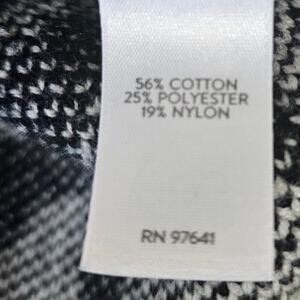 56% COTTON
25% POLYESTER
19% NYLON
RN 97641